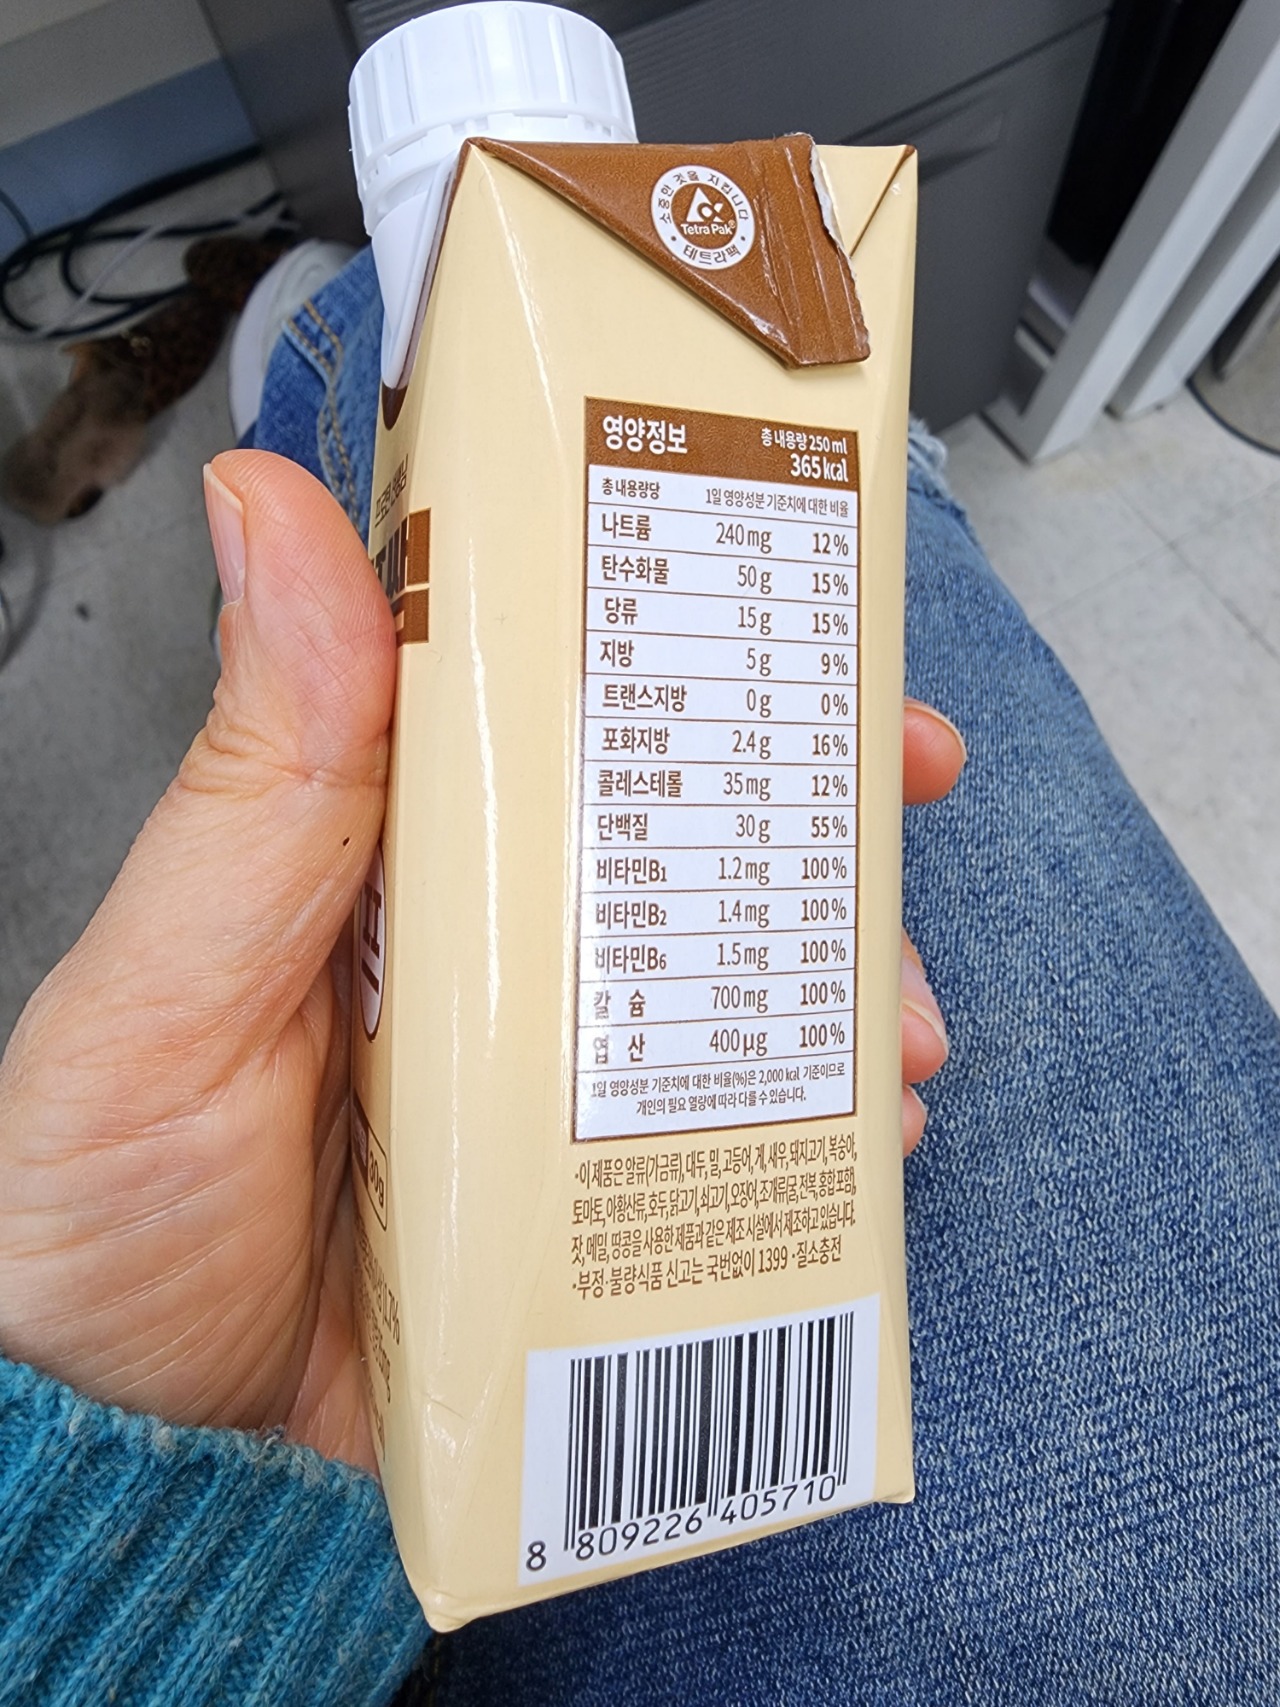 소중한 것을 지킵니다
Tetra Pak®
테트라팩
영양정보
총 내용량 250 ml
365 kcal
총 내용량당 1일 영양성분 기준치에 대한 비율
나트륨 240 mg 12 %
탄수화물 50 g 15 %
당류 15 g 15 %
지방 5 g 9 %
트랜스지방 0 g 0 %
포화지방 2.4 g 16 %
콜레스테롤 35 mg 12 %
단백질 30 g 55 %
비타민B1 1.2 mg 100 %
비타민B2 1.4 mg 100 %
비타민B6 1.5 mg 100 %
칼 슘 700 mg 100 %
엽 산 400 μg 100 %
1일 영양성분 기준치에 대한 비율(%)은 2,000 kcal 기준이므로
개인의 필요 열량에 따라 다를 수 있습니다.
·이 제품은 알류(가금류), 대두, 밀, 고등어, 게, 새우, 돼지고기, 복숭아,
토마토, 아황산류, 호두, 닭고기, 쇠고기, 오징어, 조개류(굴, 전복, 홍합 포함),
잣, 메밀, 땅콩을 사용한 제품과 같은 제조 시설에서 제조하고 있습니다.
·부정·불량식품 신고는 국번없이 1399 ·질소충전
8 809226 405710
30g